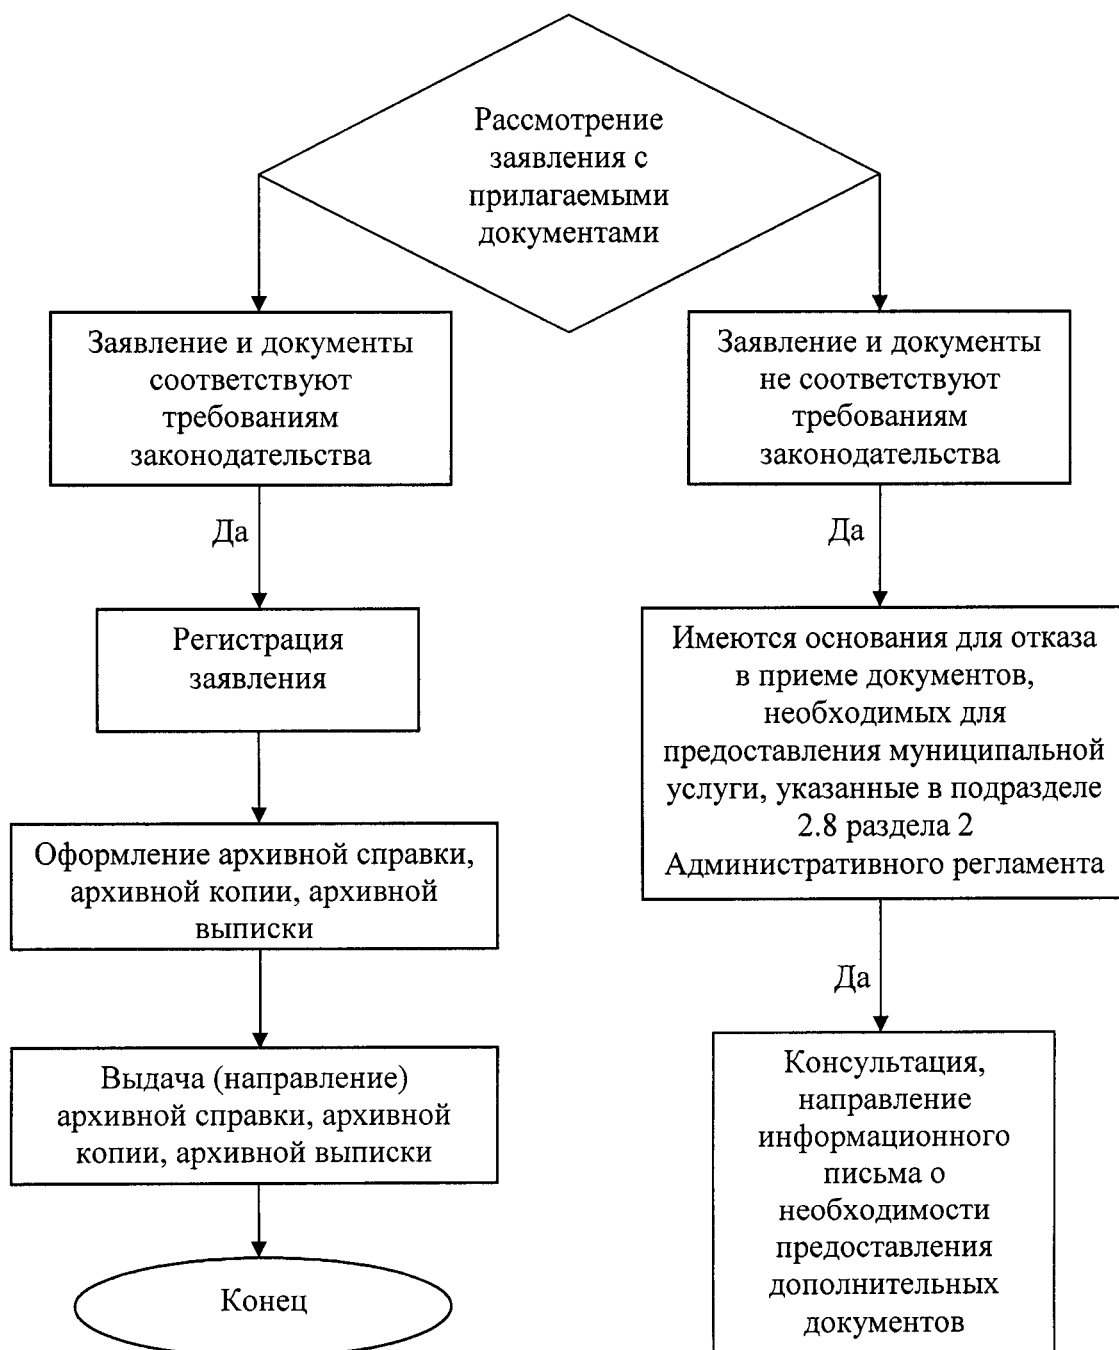 Рассмотрение
заявления с
прилагаемыми
документами
Заявление и документы
соответствуют
требованиям
законодательства
Заявление и документы
не соответствуют
требованиям
законодательства
Да
Да
Регистрация
заявления
Имеются основания для отказа
в приеме документов,
необходимых для
предоставления муниципальной
услуги, указанные в подразделе
2.8 раздела 2
Административного регламента
Оформление архивной справки,
архивной копии, архивной
выписки
Да
Выдача (направление)
архивной справки, архивной
копии, архивной выписки
Консультация,
направление
информационного
письма о
необходимости
предоставления
дополнительных
документов
Конец